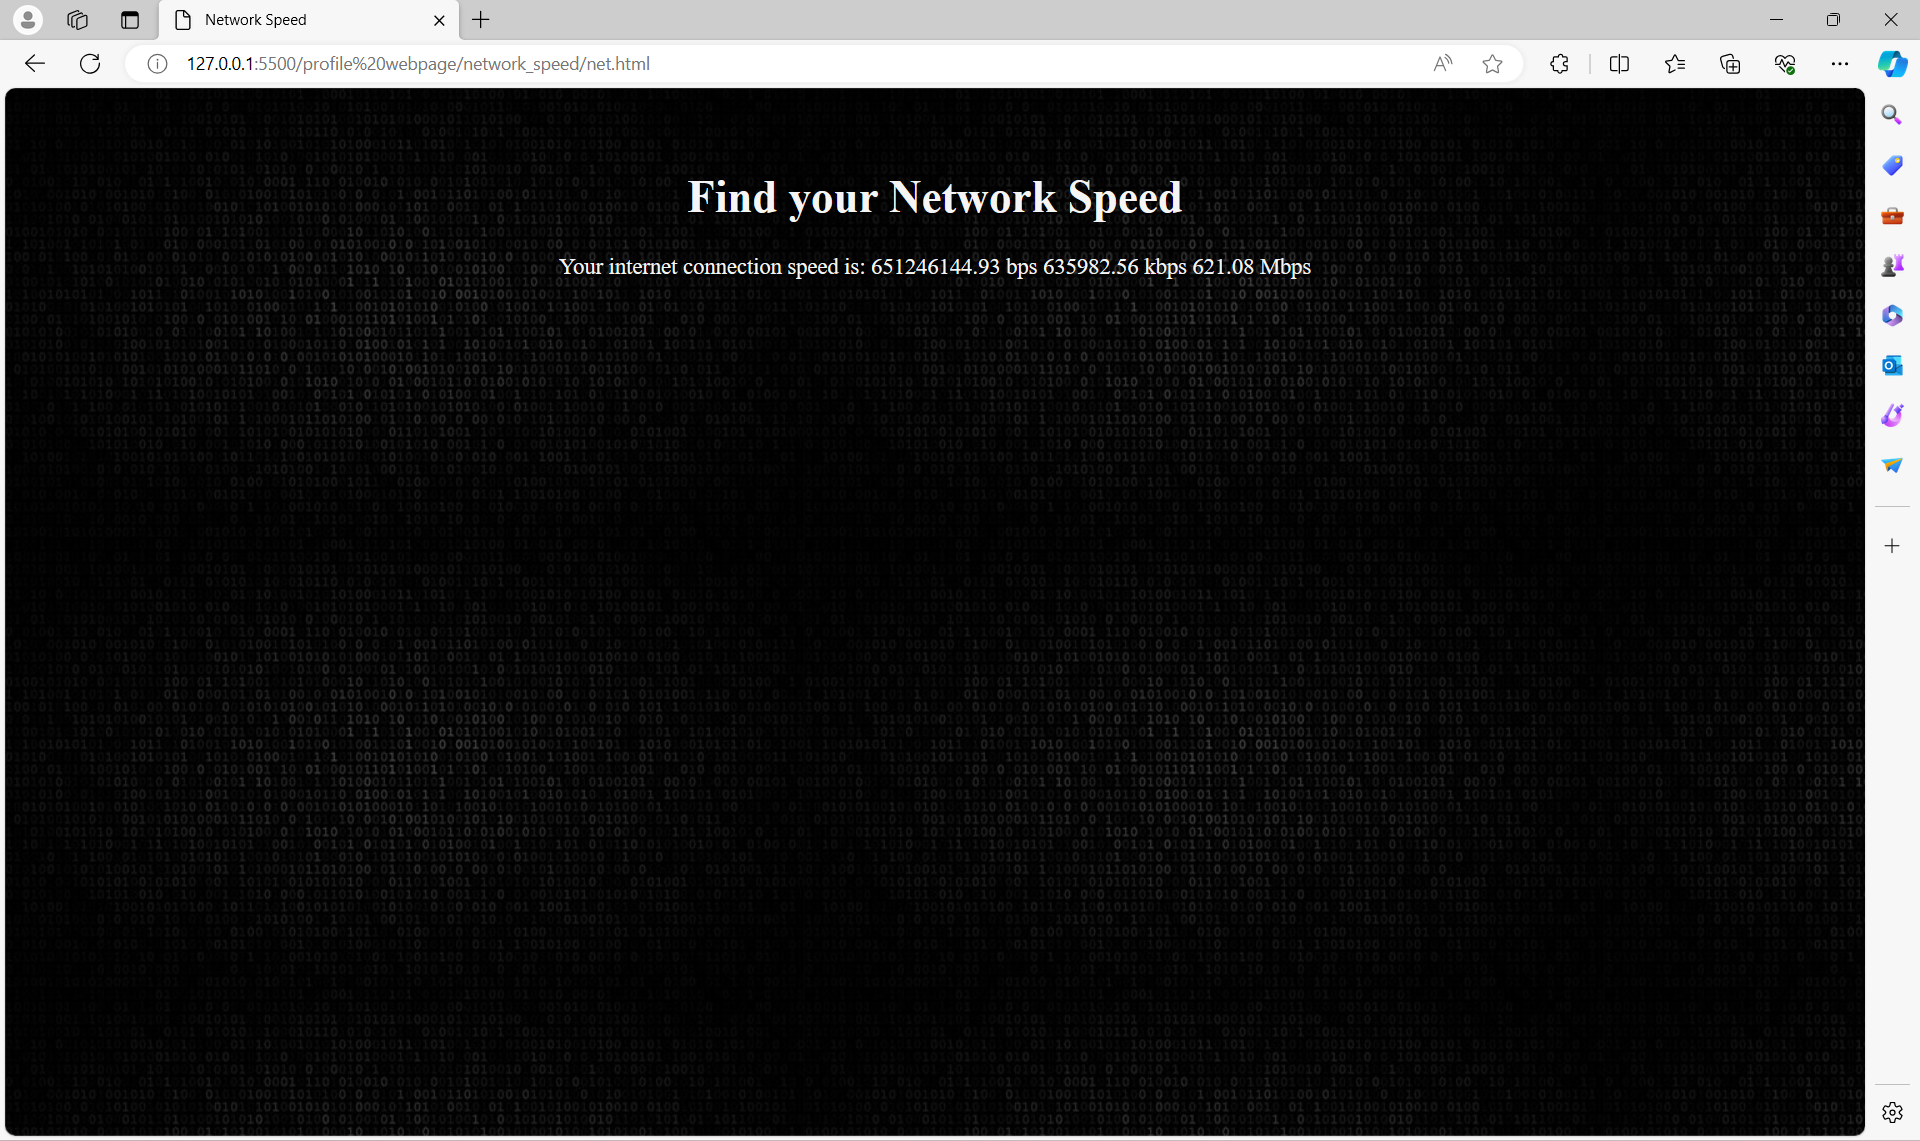 Network Speed
127.0.0.1:5500/profile%20webpage/network_speed/net.html
Find your Network Speed
Your internet connection speed is: 651246144.93 bps 635982.56 kbps 621.08 Mbps